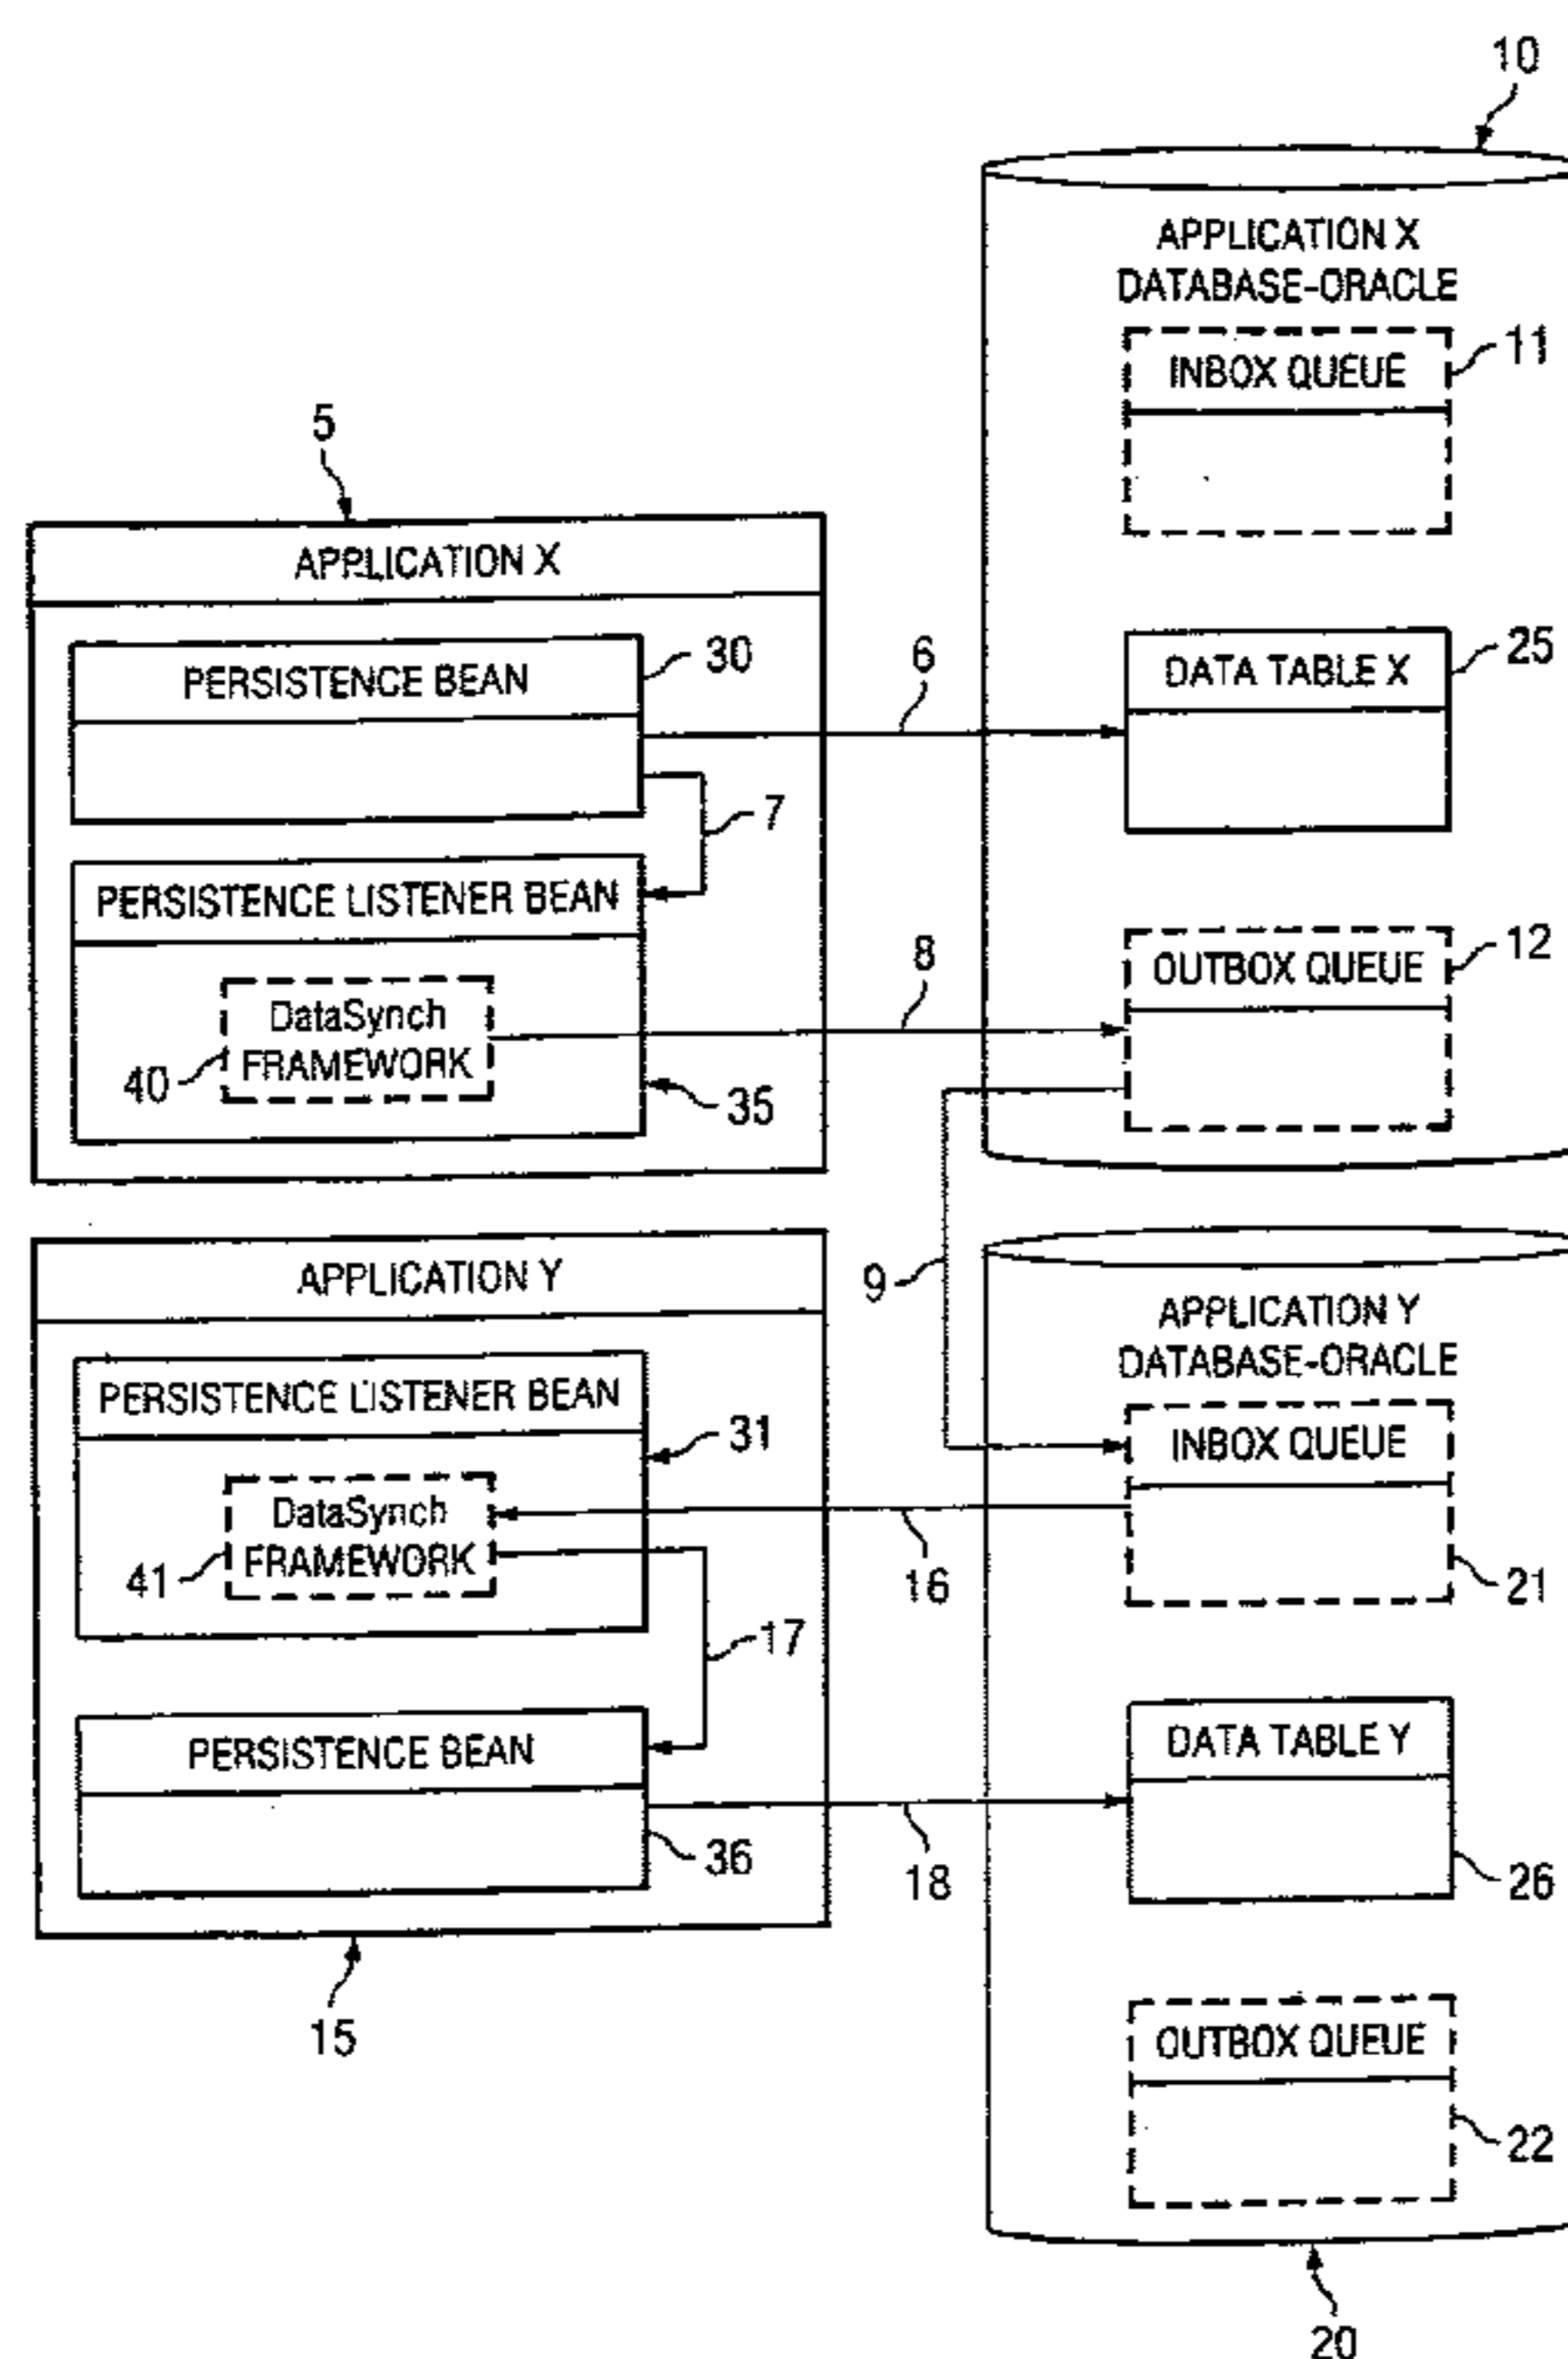 10
APPLICATION X
DATABASE-ORACLE
INBOX QUEUE
11
5
APPLICATION X
PERSISTENCE BEAN
30
6
DATA TABLE X
25
7
PERSISTENCE LISTENER BEAN
DataSynch
FRAMEWORK
40
35
8
OUTBOX QUEUE
12
9
APPLICATION Y
PERSISTENCE LISTENER BEAN
31
DataSynch
FRAMEWORK
41
16
17
PERSISTENCE BEAN
36
18
15
APPLICATION Y
DATABASE-ORACLE
INBOX QUEUE
21
DATA TABLE Y
26
OUTBOX QUEUE
22
20